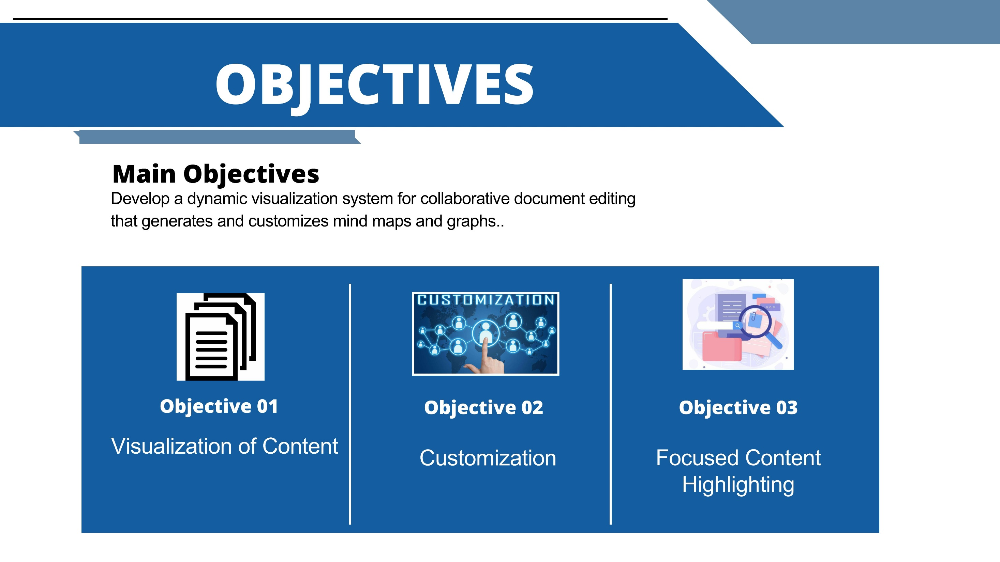 OBJECTIVES
Main Objectives
Develop a dynamic visualization system for collaborative document editing
that generates and customizes mind maps and graphs..
CUSTOMIZATION
Objective 01
Visualization of Content
Objective 02
Customization
Objective 03
Focused Content
Highlighting